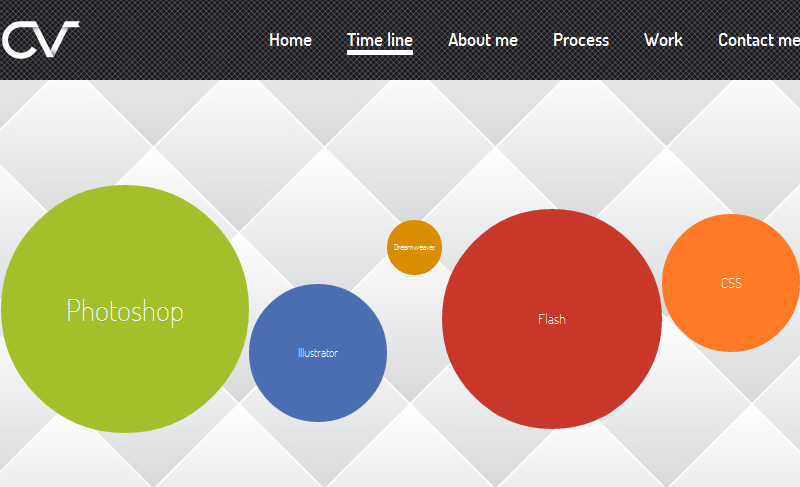 CV
Home Time line About me Process Work Contact me
Photoshop
Illustrator
Dreamweaver
Flash
CSS